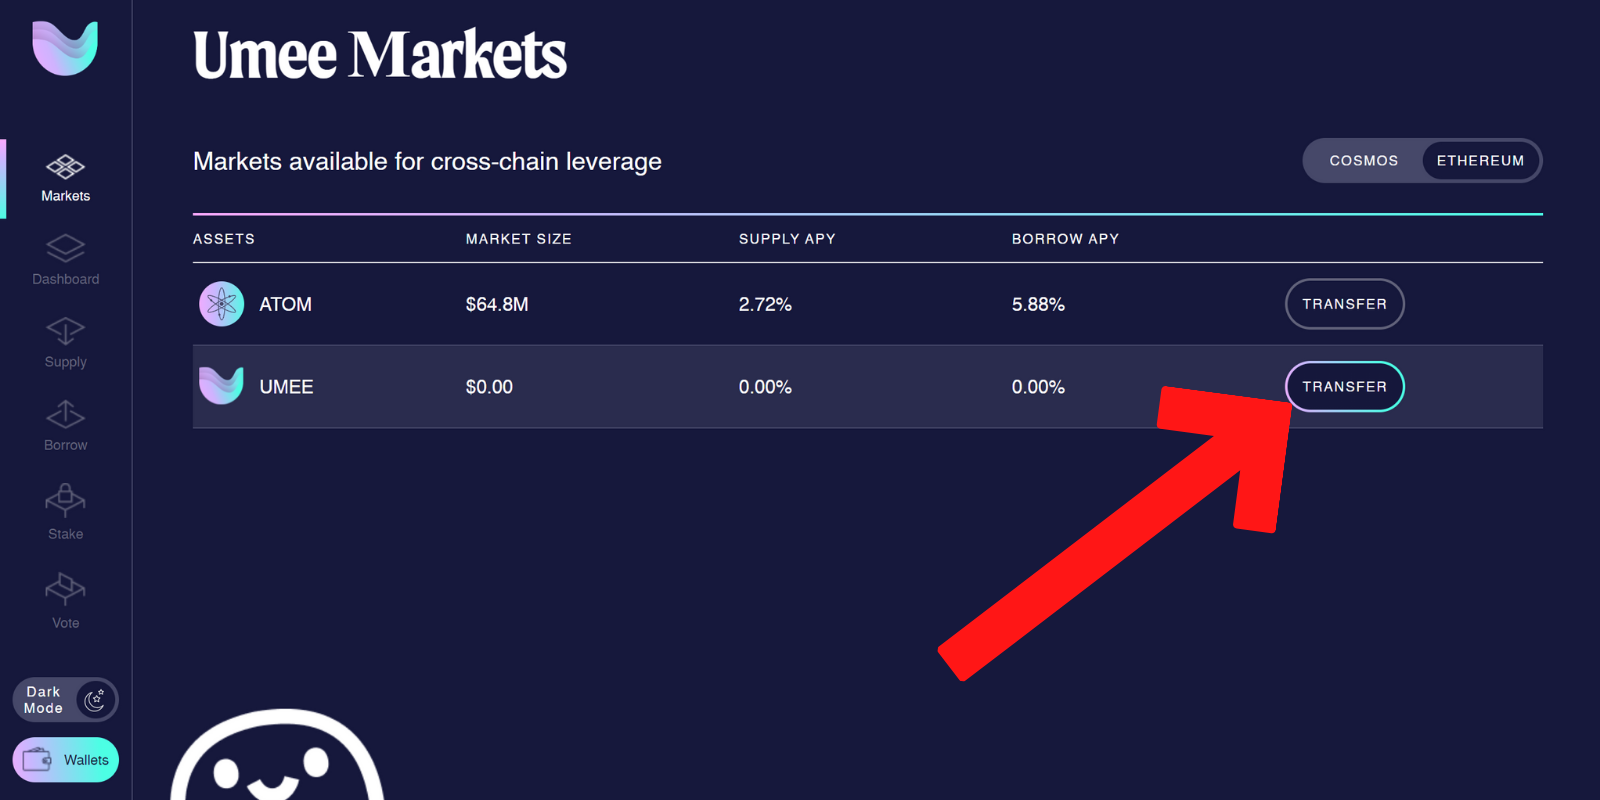 Umee Markets
Markets available for cross-chain leverage
COSMOS ETHEREUM
ASSETS MARKET SIZE SUPPLY APY BORROW APY
ATOM $64.8M 2.72% 5.88% TRANSFER
UMEE $0.00 0.00% 0.00% TRANSFER
Markets
Dashboard
Supply
Borrow
Stake
Vote
Dark
Mode
Wallets